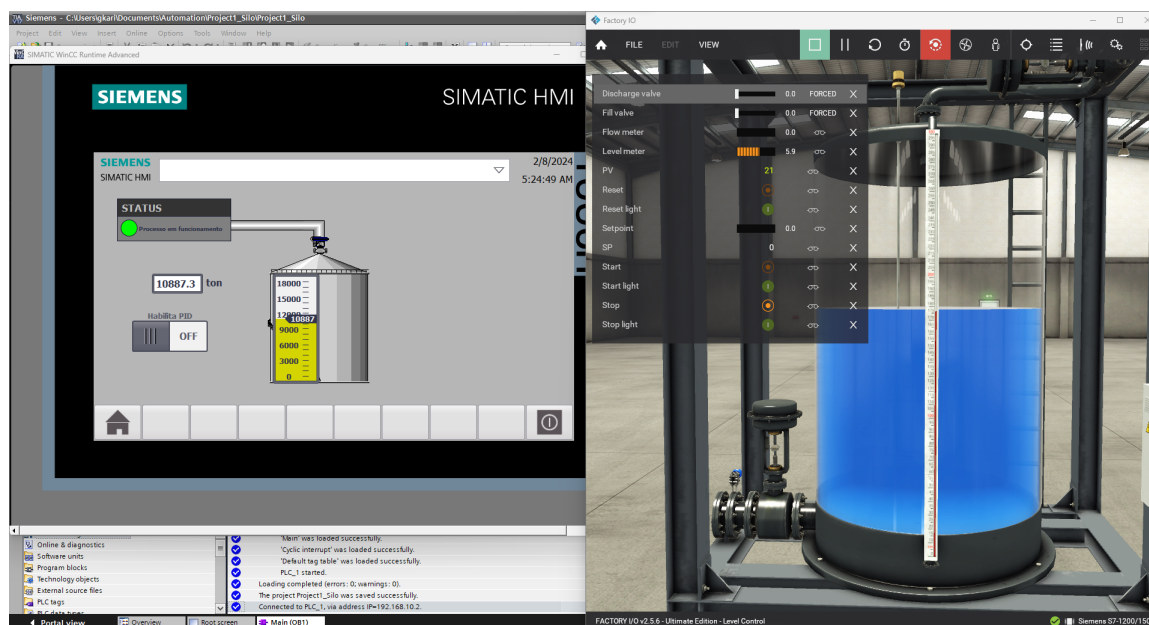 Siemens - C:\Users\gkari\Documents\Automation\Project1_Silo\Project1_Silo
Project Edit View Insert Online Options Tools Window Help
SIMATIC WinCC Runtime Advanced
SIEMENS
SIMATIC HMI
SIEMENS
SIMATIC HMI
2/8/2024
5:24:49 AM
STATUS
Processo em funcionamento
10887.3 ton
Habilita PID
OFF
18000
15000
12000
10887
9000
6000
3000
0
Online & diagnostics
Software units
Program blocks
Technology objects
External source files
PLC tags
PLC data types
'Main' was loaded successfully.
'Cyclic interrupt' was loaded successfully.
'Default tag table' was loaded successfully.
PLC_1 started.
Loading completed (errors: 0; warnings: 0).
The project Project1_Silo was saved successfully.
Connected to PLC_1, via address IP=192.168.10.2.
Portal view
Overview
Root screen
Main (OB1)
Factory IO
FILE EDIT VIEW
Discharge valve 0.0 FORCED X
Fill valve 0.0 FORCED X
Flow meter 0.0 X
Level meter 5.9 X
PV 21 X
Reset X
Reset light X
Setpoint 0.0 X
SP 0 X
Start X
Start light X
Stop X
Stop light X
FACTORY I/O v2.5.6 - Ultimate Edition - Level Control
Siemens S7-1200/150